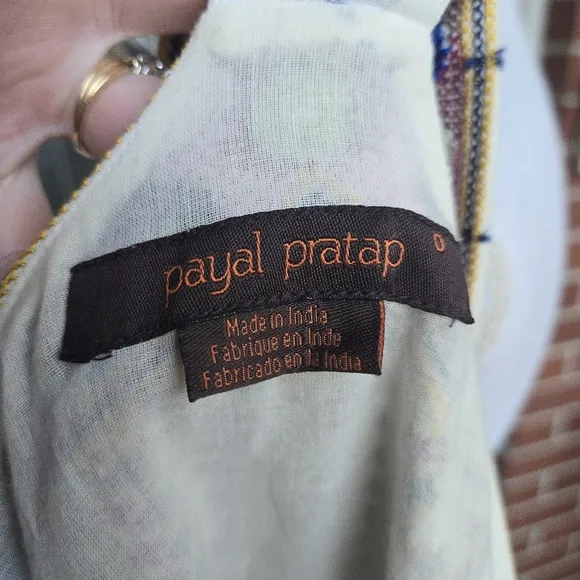 payal pratap 0
Made in India
Fabrique en Inde
Fabricado en la India